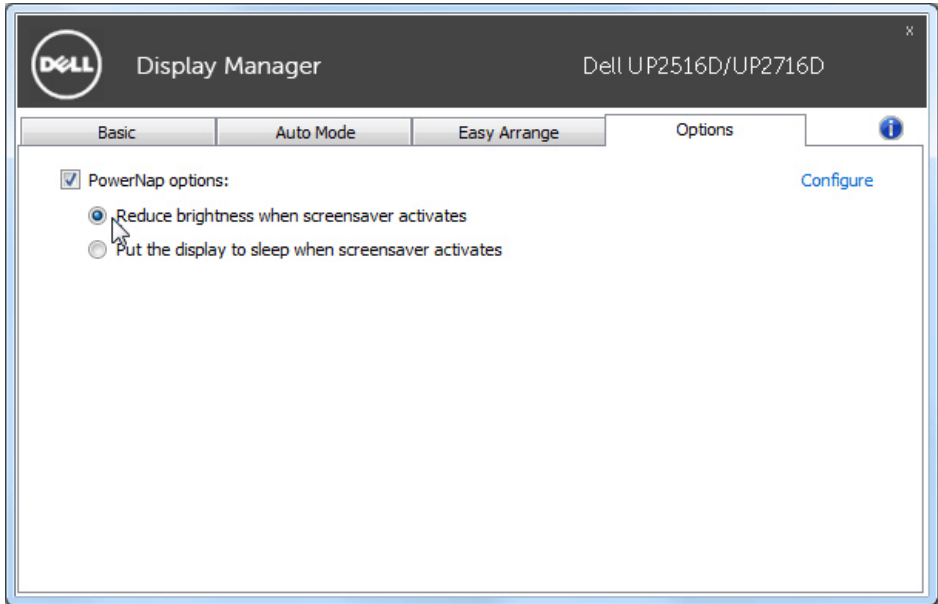 DELL
Display Manager
Dell UP2516D/UP2716D
x
Basic
Auto Mode
Easy Arrange
Options
i
PowerNap options:
Configure
Reduce brightness when screensaver activates
Put the display to sleep when screensaver activates